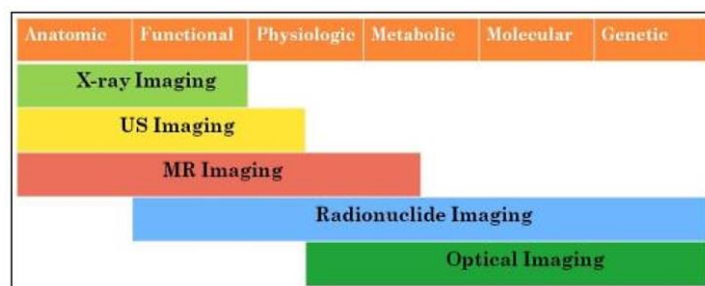 Anatomic Functional Physiologic Metabolic Molecular Genetic
X-ray Imaging
US Imaging
MR Imaging
Radionuclide Imaging
Optical Imaging